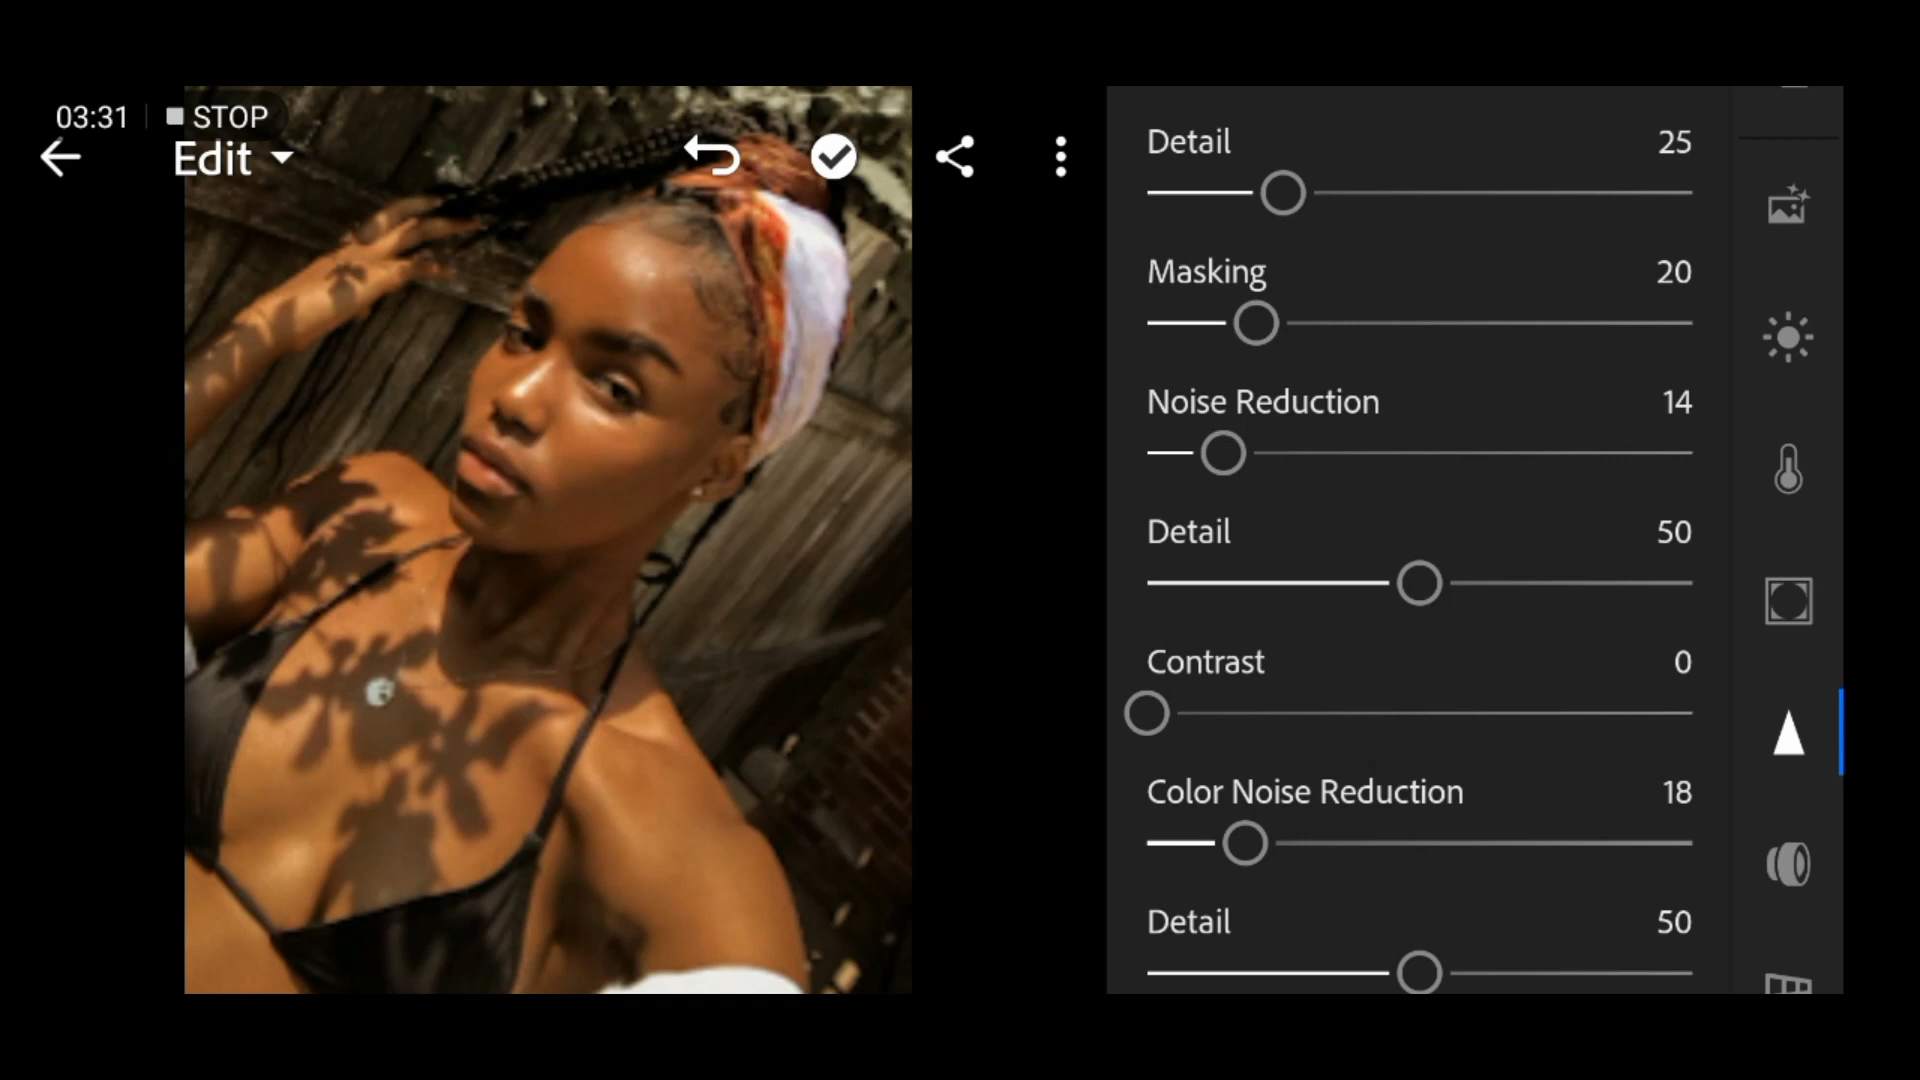 03:31 STOP
Edit
Detail 25
Masking 20
Noise Reduction 14
Detail 50
Contrast 0
Color Noise Reduction 18
Detail 50